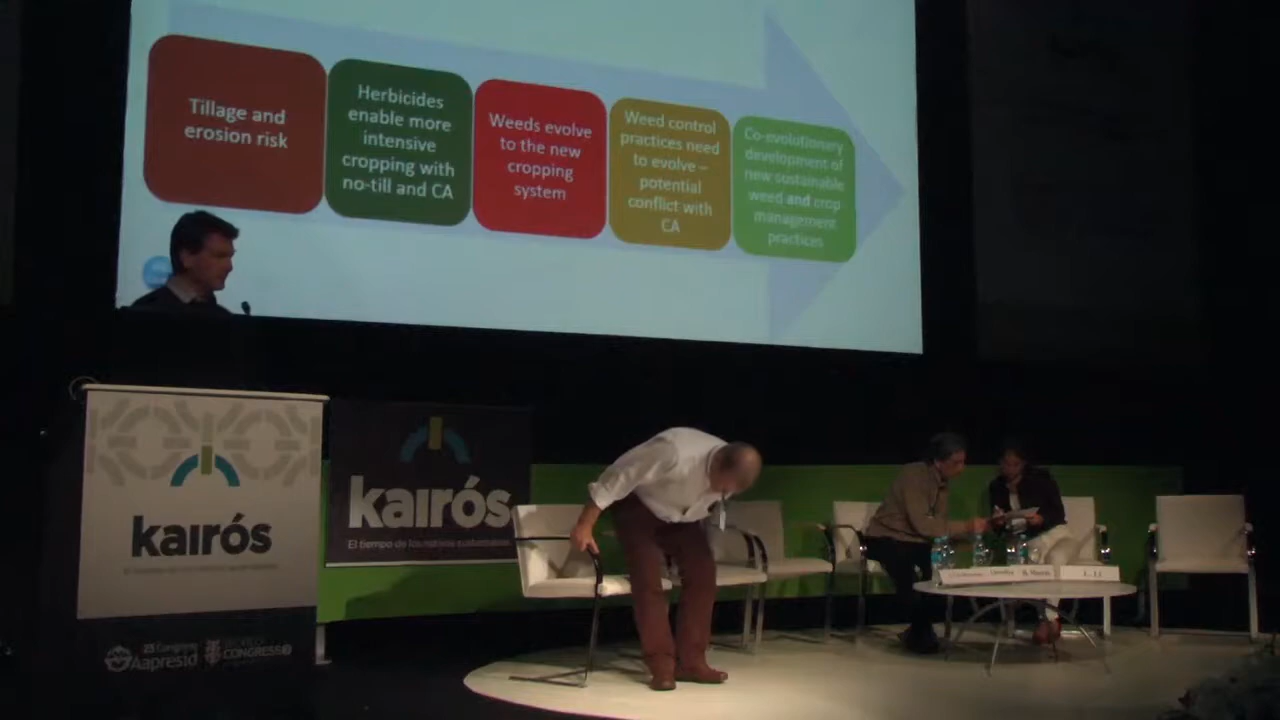 Tillage and
erosion risk
Herbicides
enable more
intensive
cropping with
no-till and CA
Weeds evolve
to the new
cropping
system
Weed control
practices need
to evolve –
potential
conflict with
CA
Co-evolutionary
development of
new sustainable
weed and crop
management
practices
kairós
kairós
El tiempo de los
Aapresid
CONGRESS